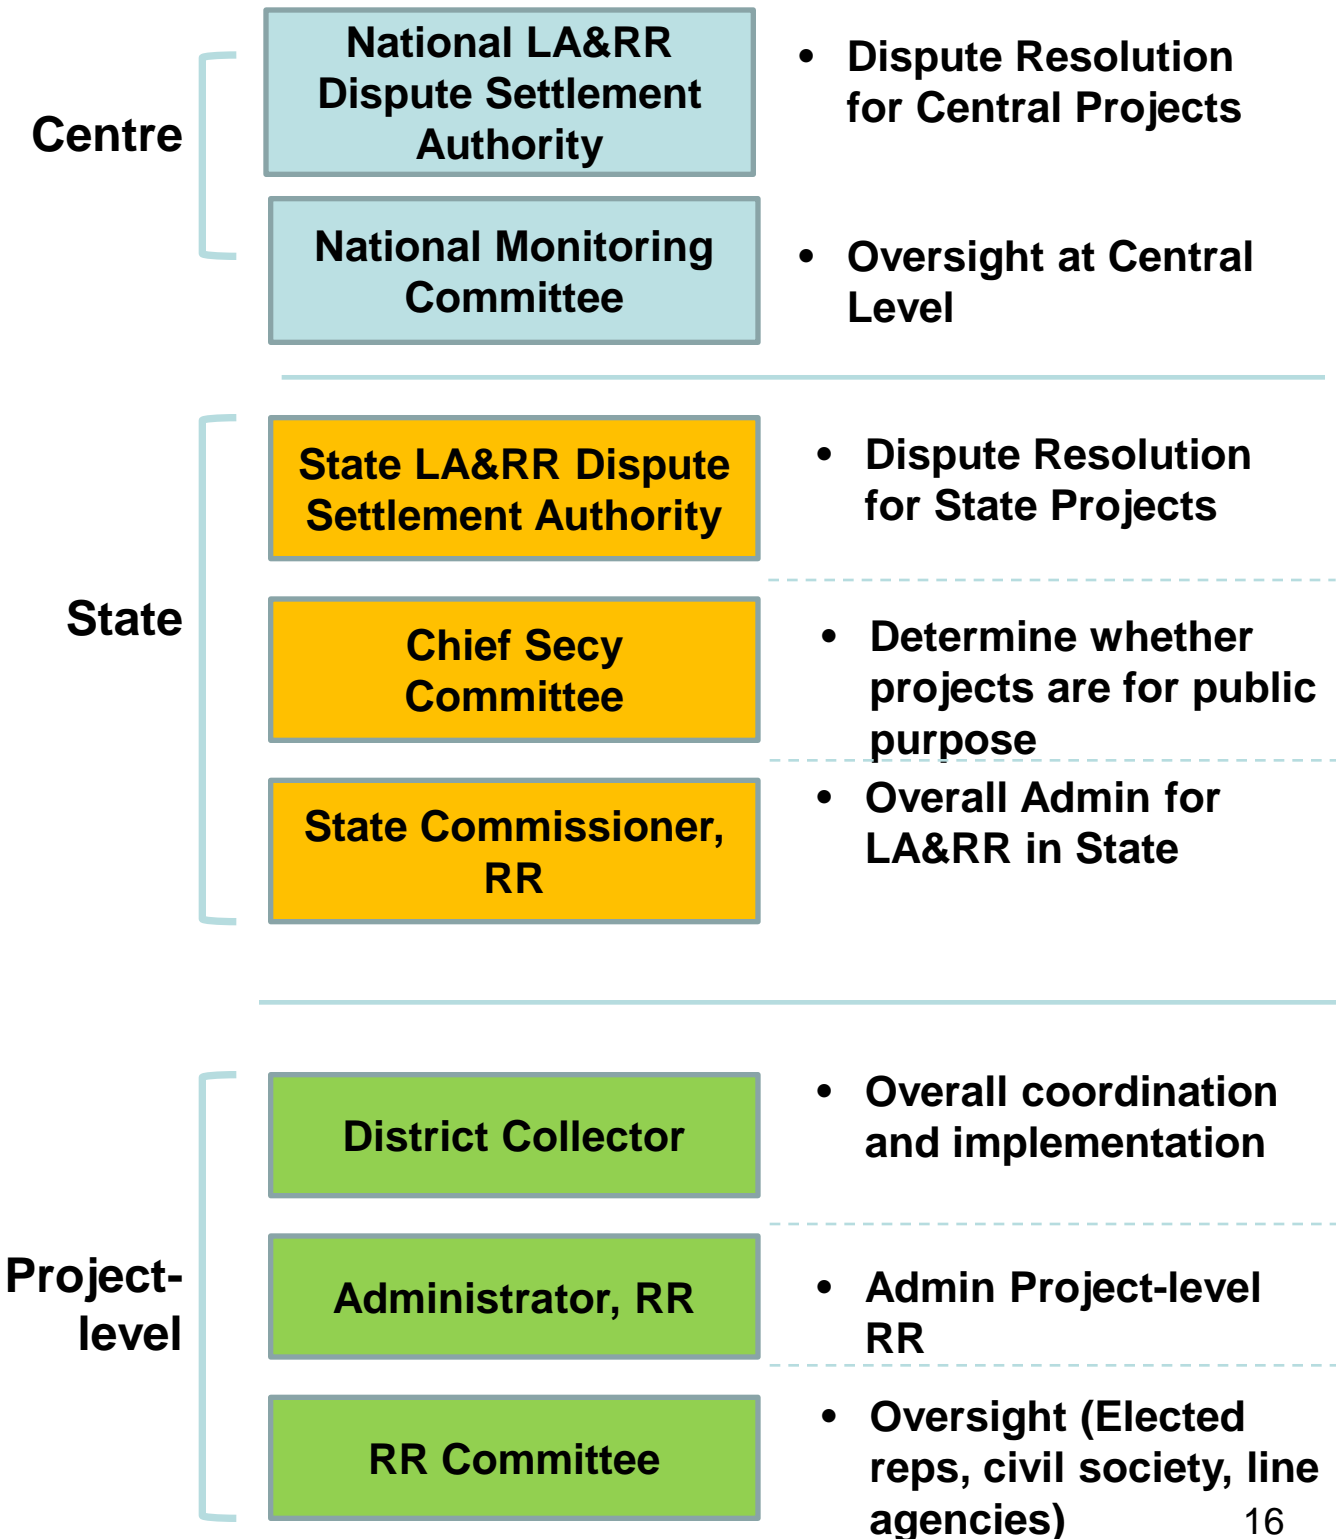 Centre
National LA&RR
Dispute Settlement
Authority
• Dispute Resolution
for Central Projects
National Monitoring
Committee
• Oversight at Central
Level
State
State LA&RR Dispute
Settlement Authority
• Dispute Resolution
for State Projects
Chief Secy
Committee
• Determine whether
projects are for public
purpose
State Commissioner,
RR
• Overall Admin for
LA&RR in State
Project-
level
District Collector
• Overall coordination
and implementation
Administrator, RR
• Admin Project-level
RR
RR Committee
• Oversight (Elected
reps, civil society, line
agencies)
16